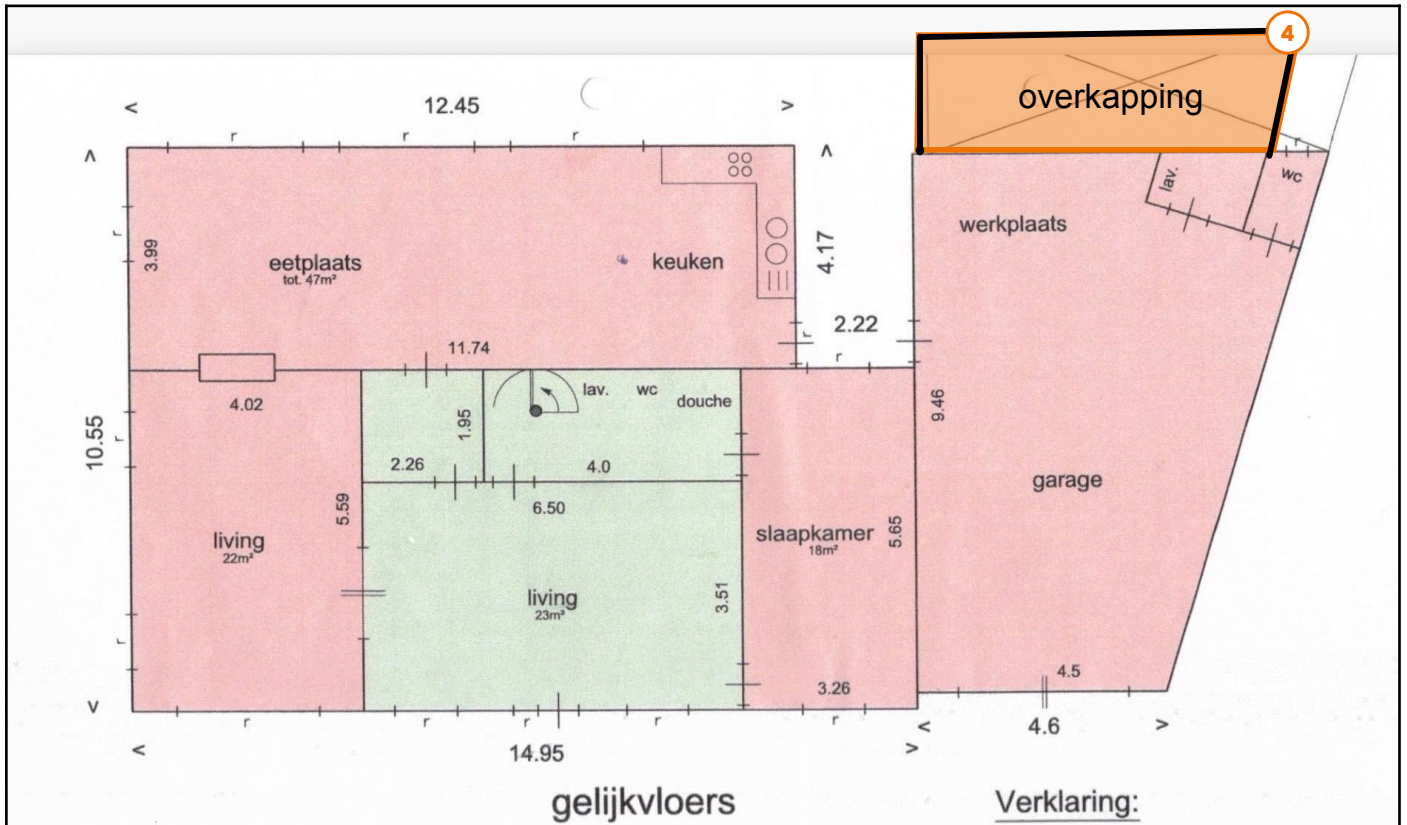 4
overkapping
12.45
r
r
r
r
lav.
wc
werkplaats
r
3.99
eetplaats
tot. 47m²
keuken
4.17
2.22
r
r
11.74
4.02
lav.
wc
douche
1.95
9.46
10.55
r
2.26
4.0
garage
5.59
6.50
living
22m²
slaapkamer
18m²
5.65
living
23m²
3.51
r
3.26
4.5
r
r
r
r
r
4.6
14.95
gelijkvloers
Verklaring: